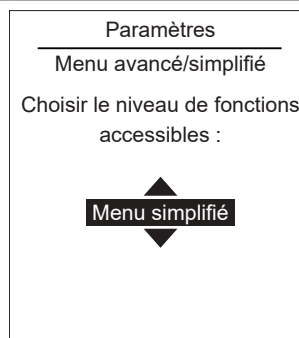 Paramètres
Menu avancé/simplifié
Choisir le niveau de fonctions
accessibles :
Menu simplifié